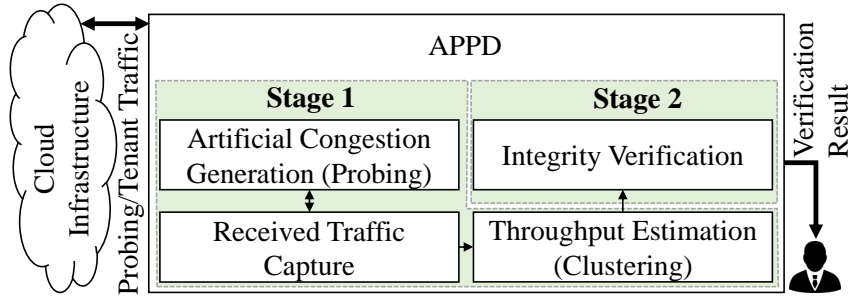 Cloud
Infrastructure
Probing/Tenant Traffic
APPD
Stage 1
Artificial Congestion
Generation (Probing)
Received Traffic
Capture
Stage 2
Integrity Verification
Throughput Estimation
(Clustering)
Verification
Result